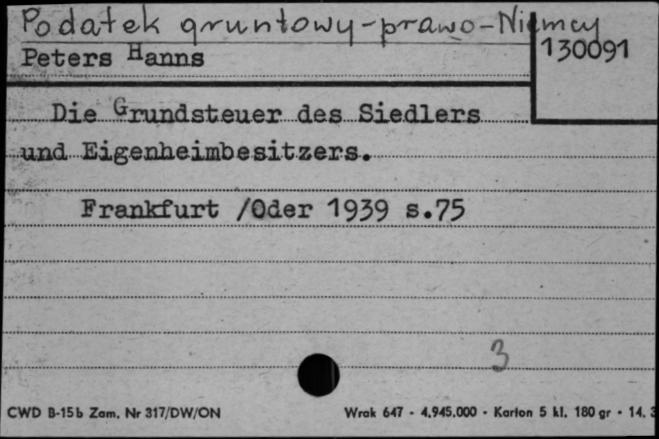 Podatek gruntowy-prawo-Niemcy
130091
Peters Hanns
Die Grundsteuer des Siedlers
und Eigenheimbesitzers.
Frankfurt /Oder 1939 s.75
3
CWD B-15b Zam. Nr 317/DW/ON
Wrak 647 - 4.945.000 - Karton 5 kl. 180 gr - 14. 3